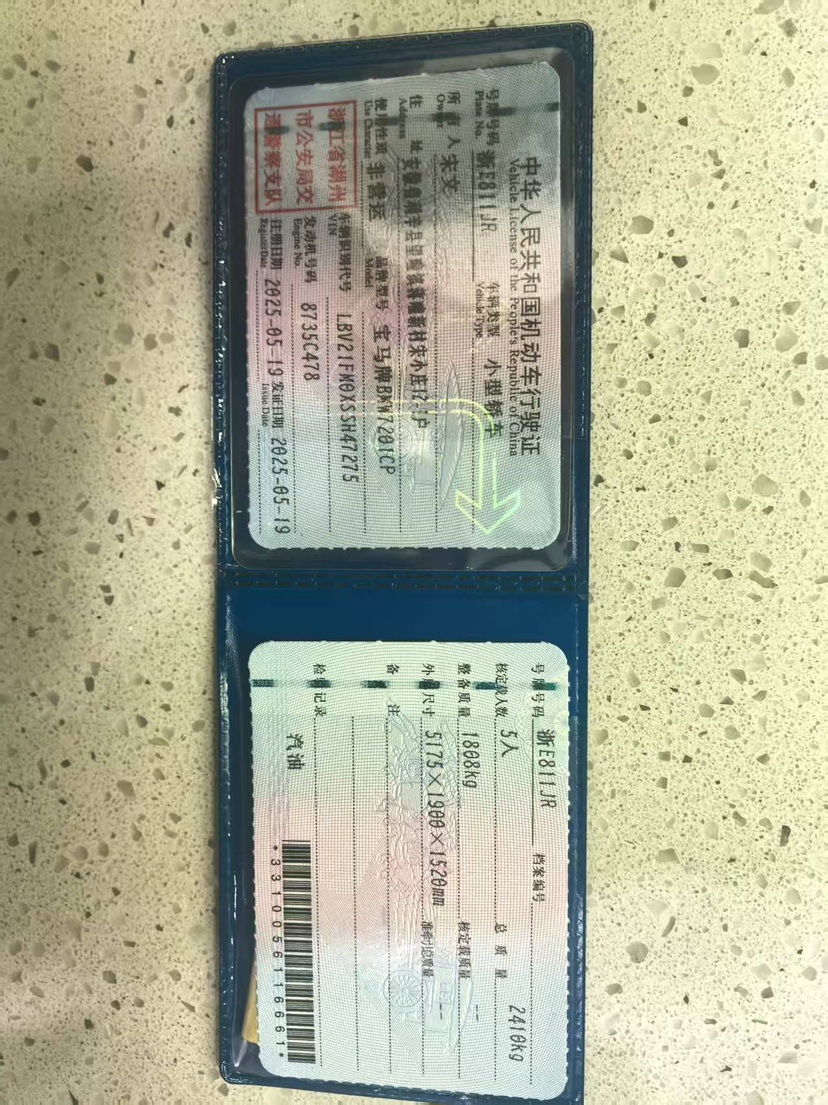 中华人民共和国机动车行驶证
Vehicle License of the People's Republic of China
号牌号码 浙E811JR 车辆类型 小型轿车
Plate No. Vehicle Type
所有人 宋文
Owner
住址 安徽省
Address
使用性质 非营运 品牌型号 宝马牌BMW7201CP
Use Character Model
浙江省湖州
市公安局交
通警察支队
车辆识别代号 LBV21FM0XSSH47275
VIN
发动机号码 8735C478
Engine No.
注册日期 2025-05-19 发证日期 2025-05-19
Register Date Issue Date
号牌号码 浙E811JR 档案编号
核定载人数 5人 总质量 2410kg
整备质量 1808kg 核定载质量 --
外廓尺寸 5175×1900×1520mm 准牵引总质量 --
备注
检验记录
汽油
*3310056116661*